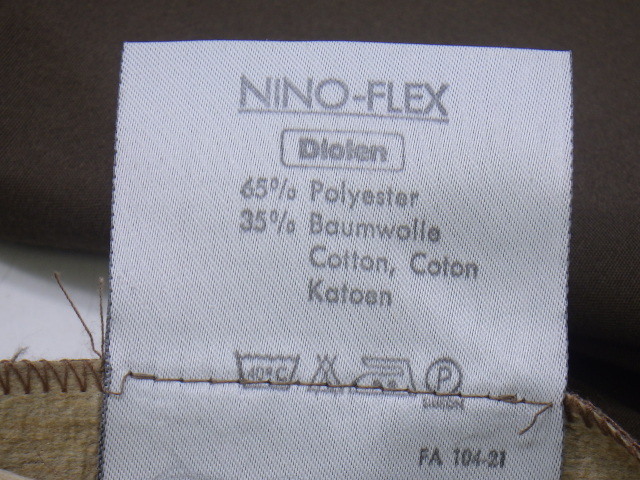 NINO-FLEX
Diolen
65% Polyester
35% Baumwolle
Cotton, Coton
Katoen
40°C P
FA 104-21